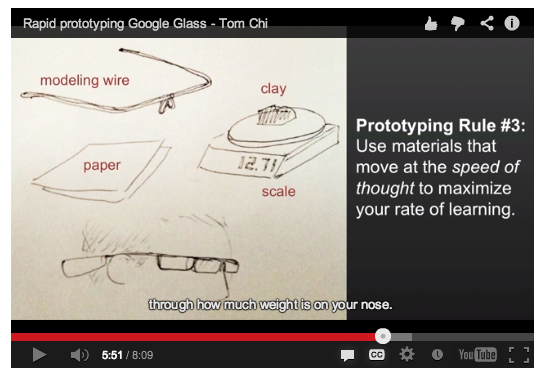 Rapid prototyping Google Glass - Tom Chi
modeling wire
clay
paper
12.71
scale
Prototyping Rule #3:
Use materials that
move at the speed of
thought to maximize
your rate of learning.
through how much weight is on your nose.
5:51 / 8:09
CC
YouTube